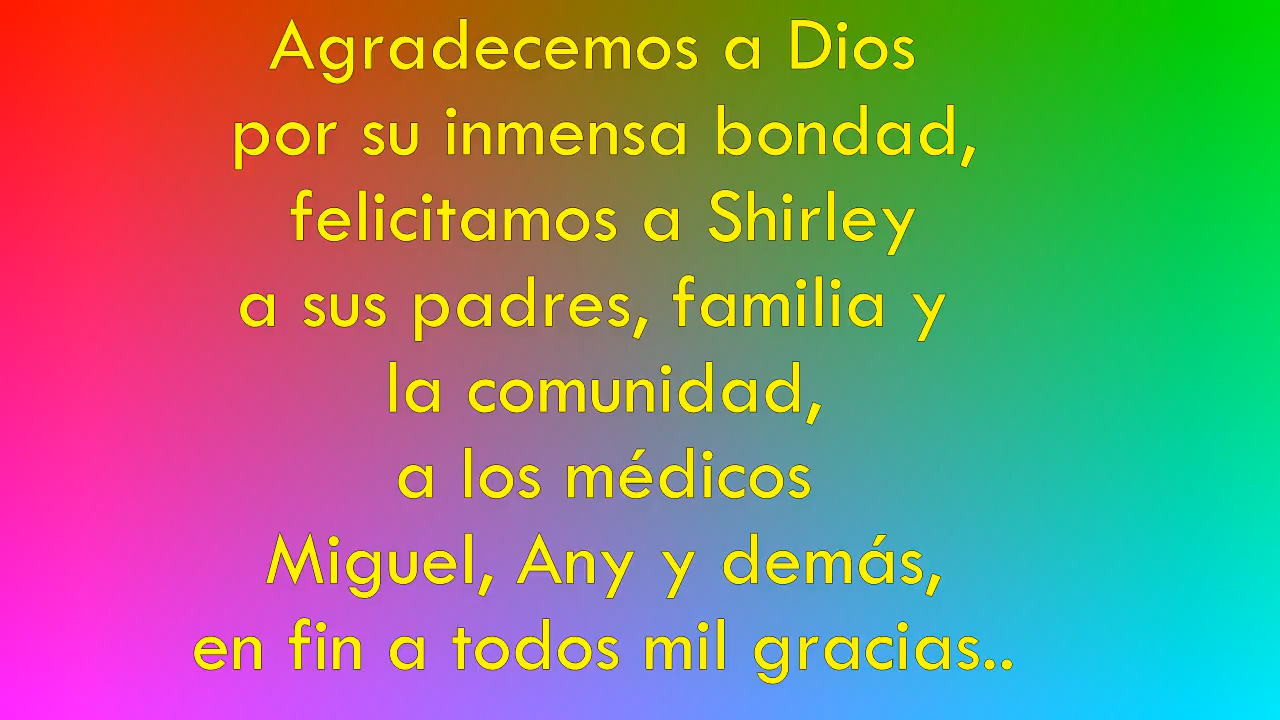 Agradecemos a Dios
por su inmensa bondad,
felicitamos a Shirley
a sus padres, familia y
la comunidad,
a los médicos
Miguel, Any y demás,
en fin a todos mil gracias..